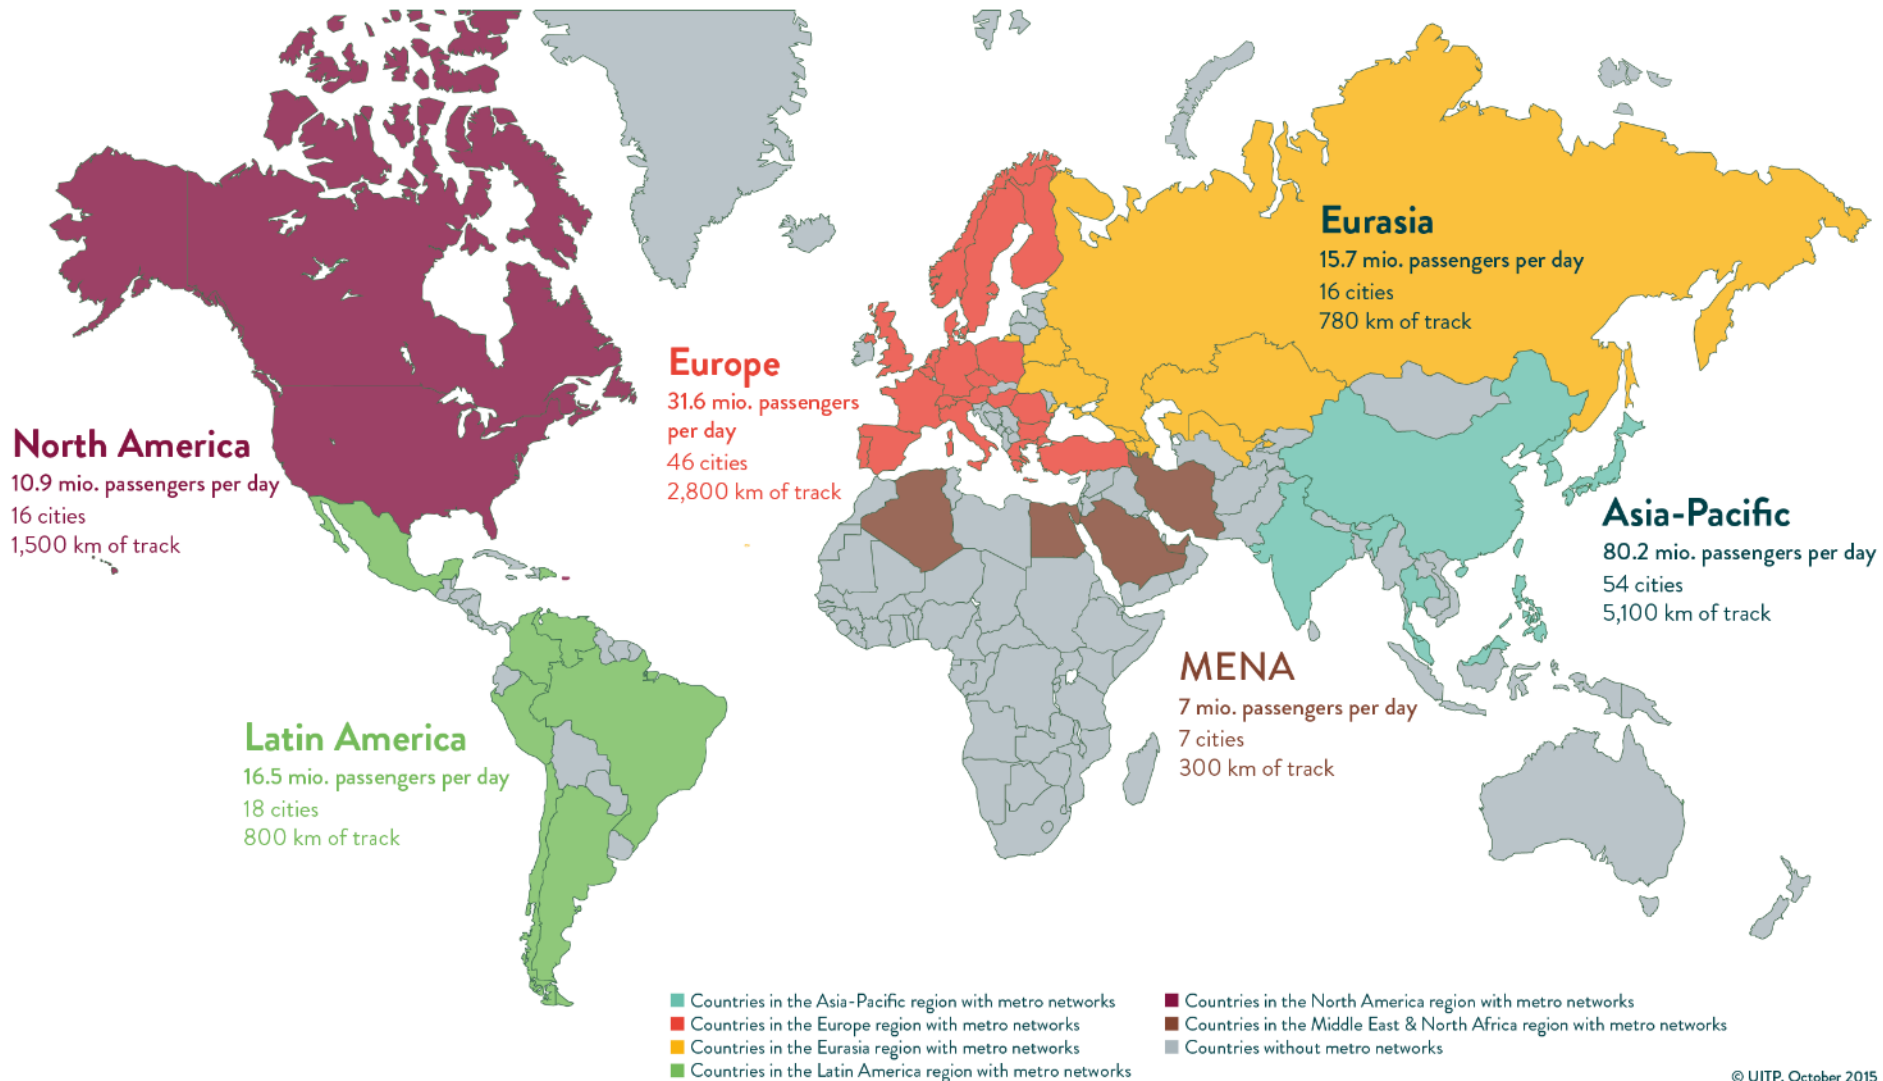 Eurasia
15.7 mio. passengers per day
16 cities
780 km of track
Europe
31.6 mio. passengers
per day
46 cities
2,800 km of track
North America
10.9 mio. passengers per day
16 cities
1,500 km of track
Asia-Pacific
80.2 mio. passengers per day
54 cities
5,100 km of track
MENA
7 mio. passengers per day
7 cities
300 km of track
Latin America
16.5 mio. passengers per day
18 cities
800 km of track
Countries in the Asia-Pacific region with metro networks
Countries in the Europe region with metro networks
Countries in the Eurasia region with metro networks
Countries in the Latin America region with metro networks
Countries in the North America region with metro networks
Countries in the Middle East & North Africa region with metro networks
Countries without metro networks
© UITP, October 2015